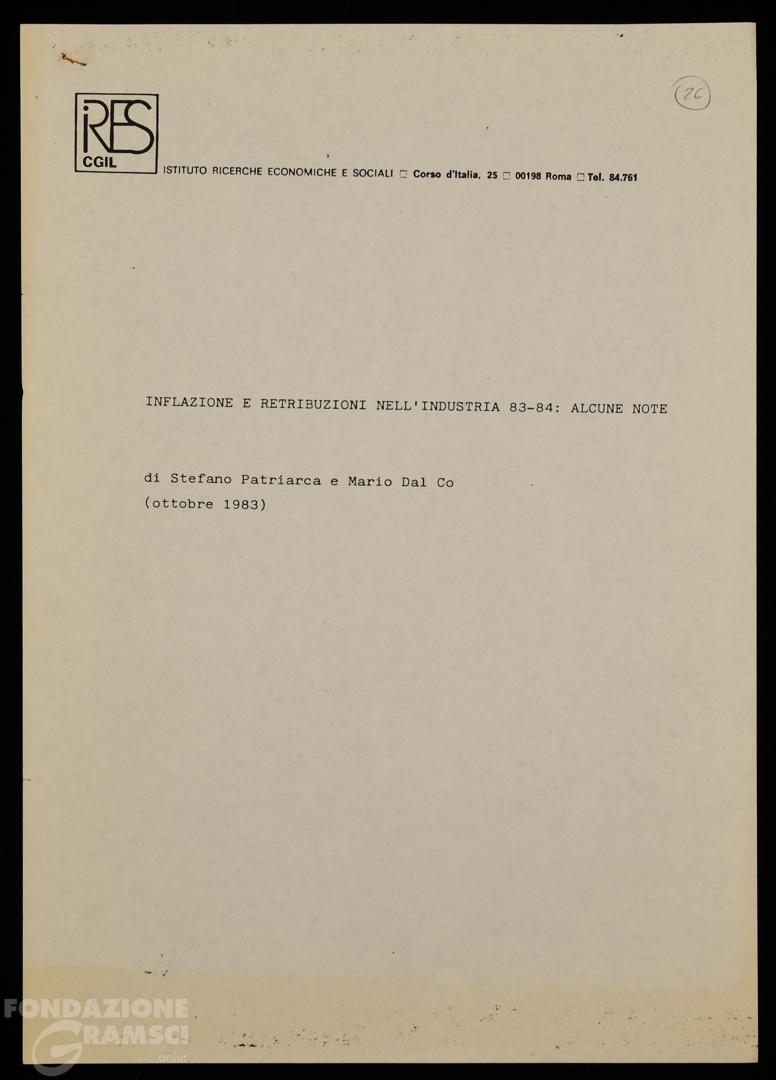 26
iRES
CGIL
ISTITUTO RICERCHE ECONOMICHE E SOCIALI □ Corso d'Italia, 25 □ 00198 Roma □ Tel. 84.761
INFLAZIONE E RETRIBUZIONI NELL'INDUSTRIA 83-84: ALCUNE NOTE
di Stefano Patriarca e Mario Dal Co
(ottobre 1983)
FONDAZIONE
GRAMSCI
onlus